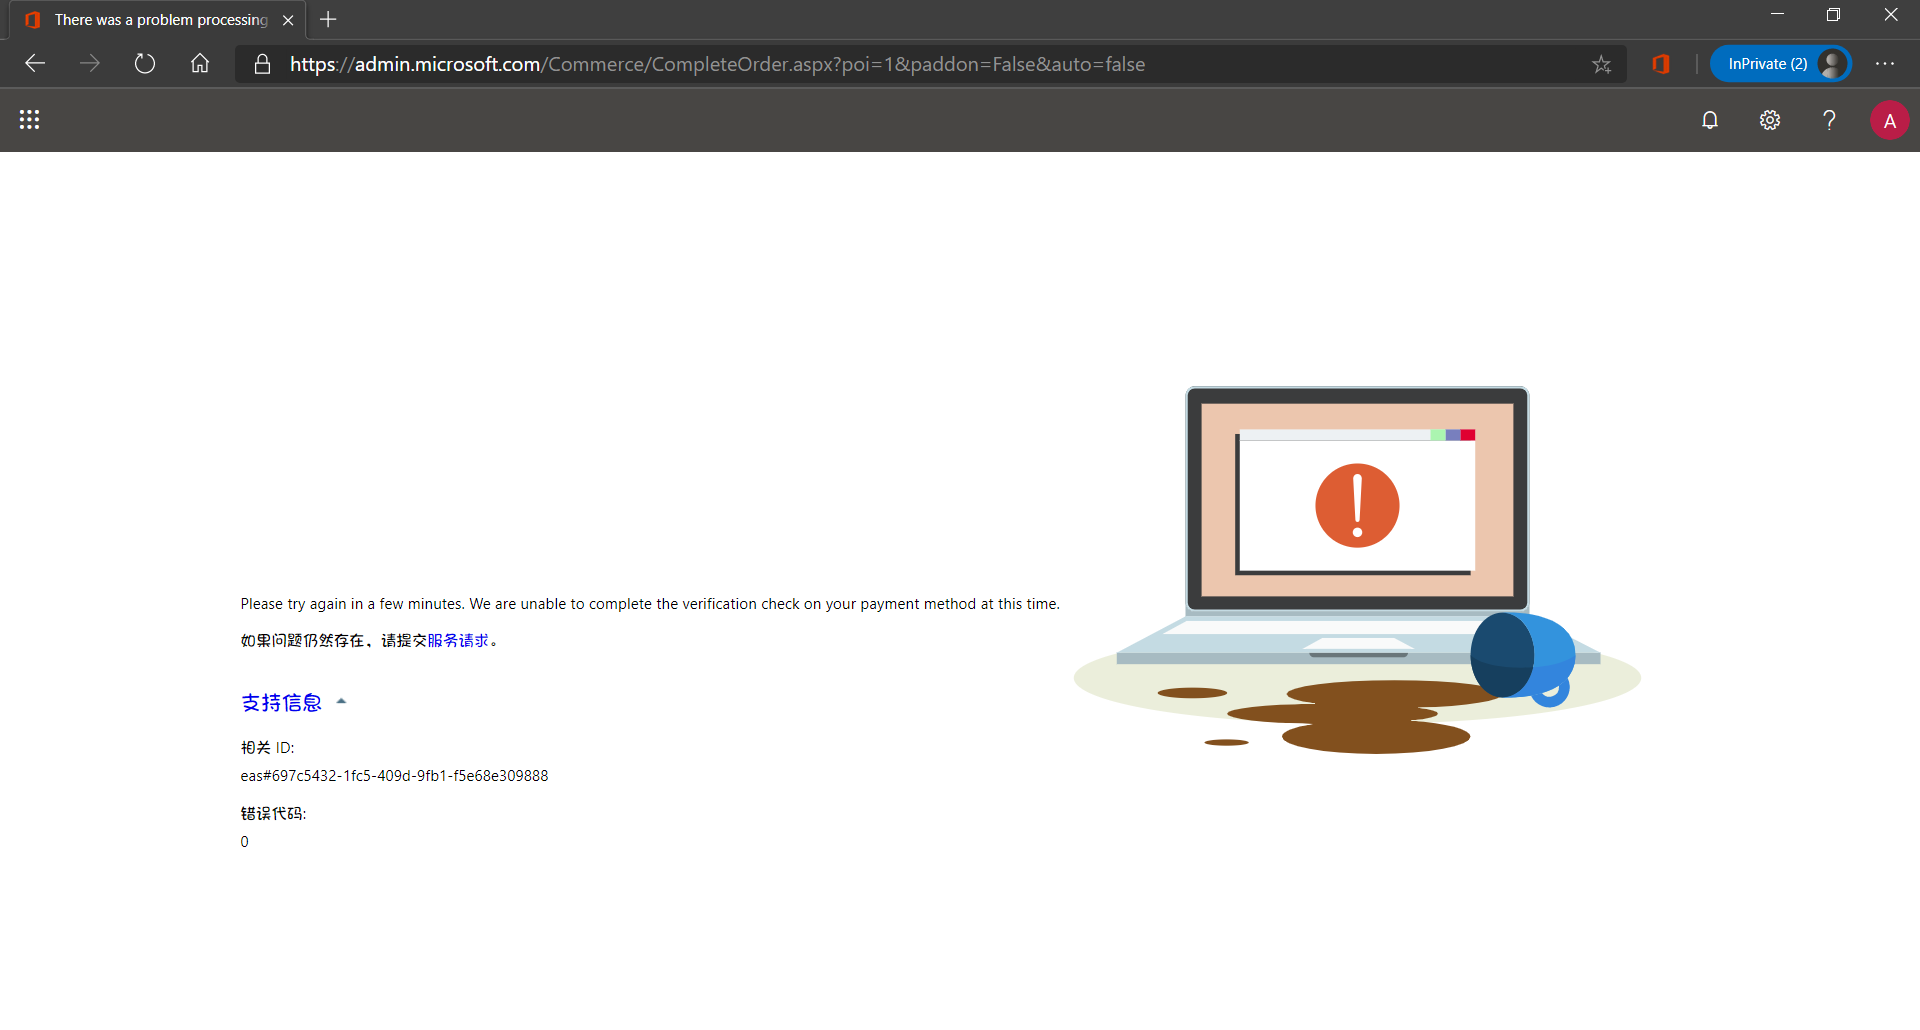 There was a problem processing
https://admin.microsoft.com/Commerce/CompleteOrder.aspx?poi=1&paddon=False&auto=false
InPrivate (2)
A
Please try again in a few minutes. We are unable to complete the verification check on your payment method at this time.
如果问题仍然存在，请提交服务请求。
支持信息
相关 ID:
eas#697c5432-1fc5-409d-9fb1-f5e68e309888
错误代码:
0